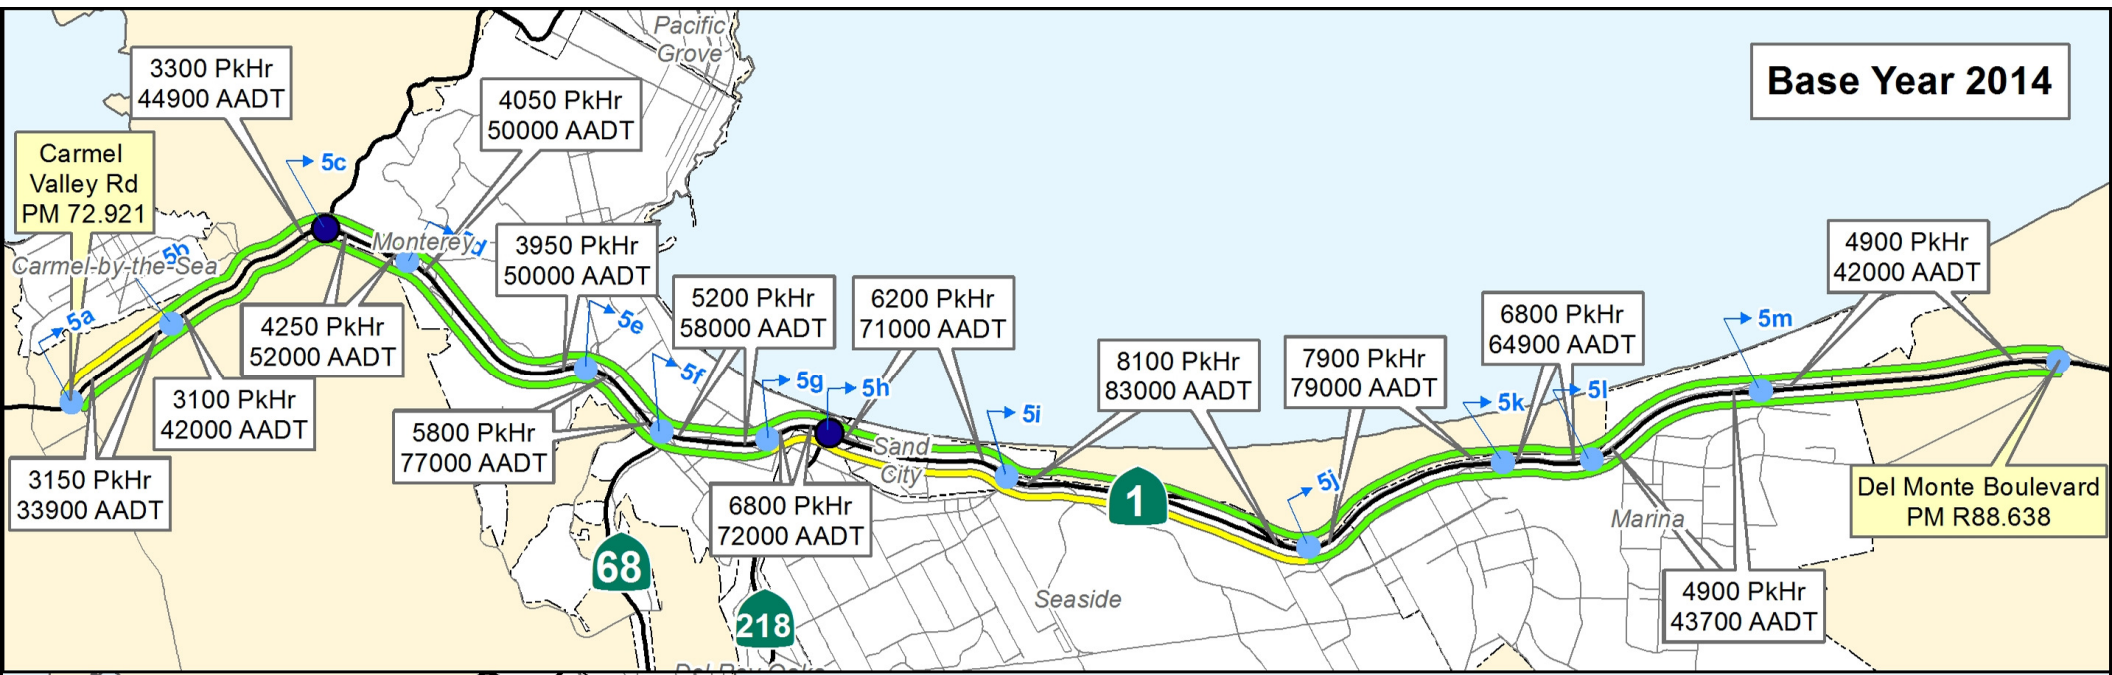 Pacific
Grove
Base Year 2014
3300 PkHr
44900 AADT
4050 PkHr
50000 AADT
Carmel
Valley Rd
PM 72.921
5c
Monterey
5d
5b
Carmel-by-the-Sea
3950 PkHr
50000 AADT
4900 PkHr
42000 AADT
5a
4250 PkHr
52000 AADT
5e
5200 PkHr
58000 AADT
6200 PkHr
71000 AADT
6800 PkHr
64900 AADT
5m
8100 PkHr
83000 AADT
7900 PkHr
79000 AADT
5f
5g
5h
5i
5k
5l
3100 PkHr
42000 AADT
5800 PkHr
77000 AADT
Sand
City
3150 PkHr
33900 AADT
6800 PkHr
72000 AADT
1
5j
Marina
Del Monte Boulevard
PM R88.638
68
218
Seaside
4900 PkHr
43700 AADT